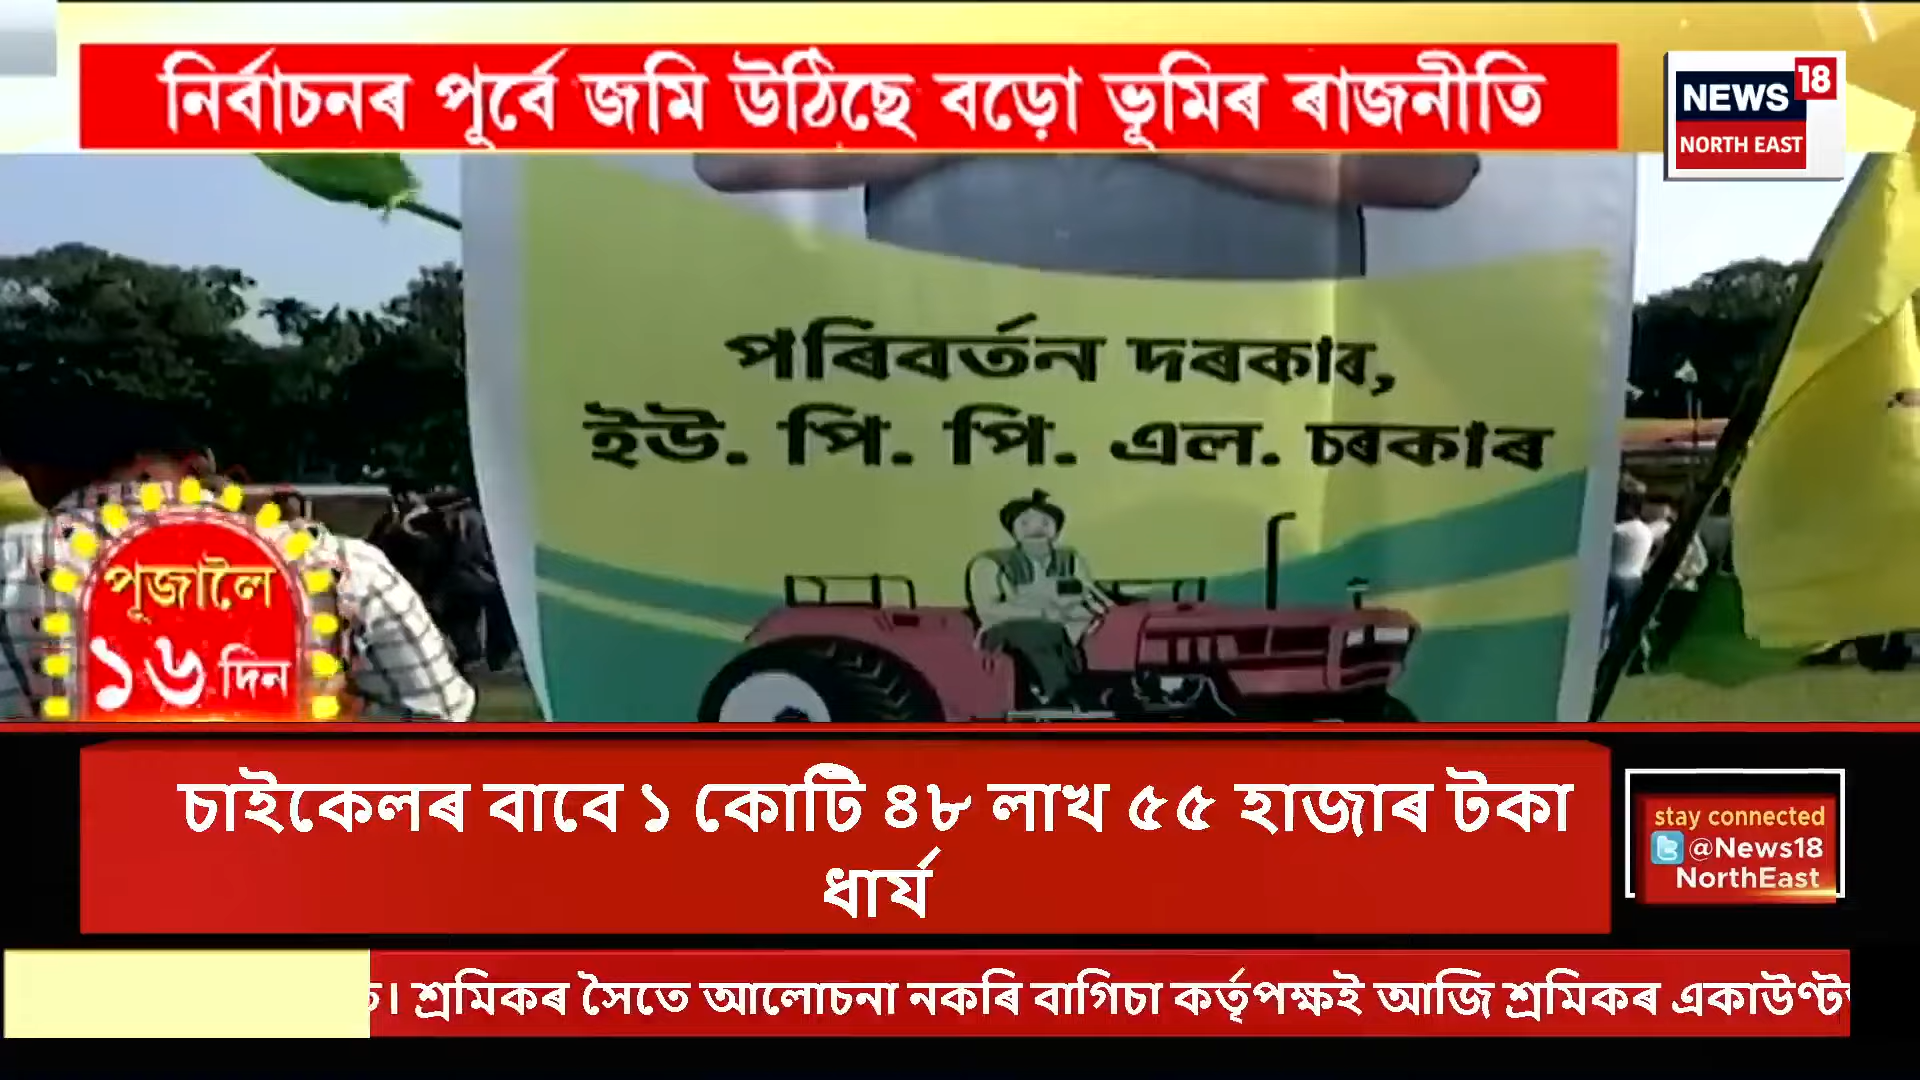 নিৰ্বাচনৰ পূৰ্বে জমি উঠিছে বড়ো ভূমিৰ ৰাজনীতি
NEWS 18
NORTH EAST
পৰিবৰ্তন দৰকাৰ,
ইউ. পি. পি. এল. চৰকাৰ
পূজালৈ
১৬ দিন
চাইকেলৰ বাবে ১ কোটি ৪৮ লাখ ৫৫ হাজাৰ টকা
ধাৰ্য
stay connected
@News18
NorthEast
। শ্ৰমিকৰ সৈতে আলোচনা নকৰি বাগিচা কৰ্তৃপক্ষই আজি শ্ৰমিকৰ